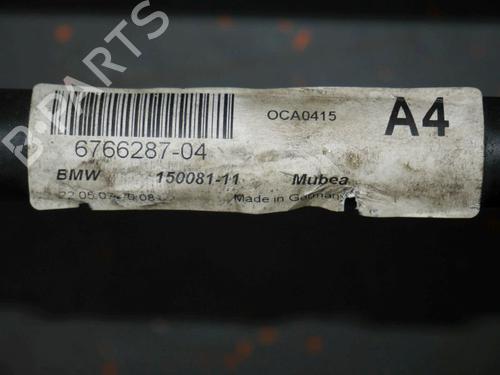 B-PARTS
OCA0415
A4
6766287-04
BMW 150081-11 Mubea
Made in Germany